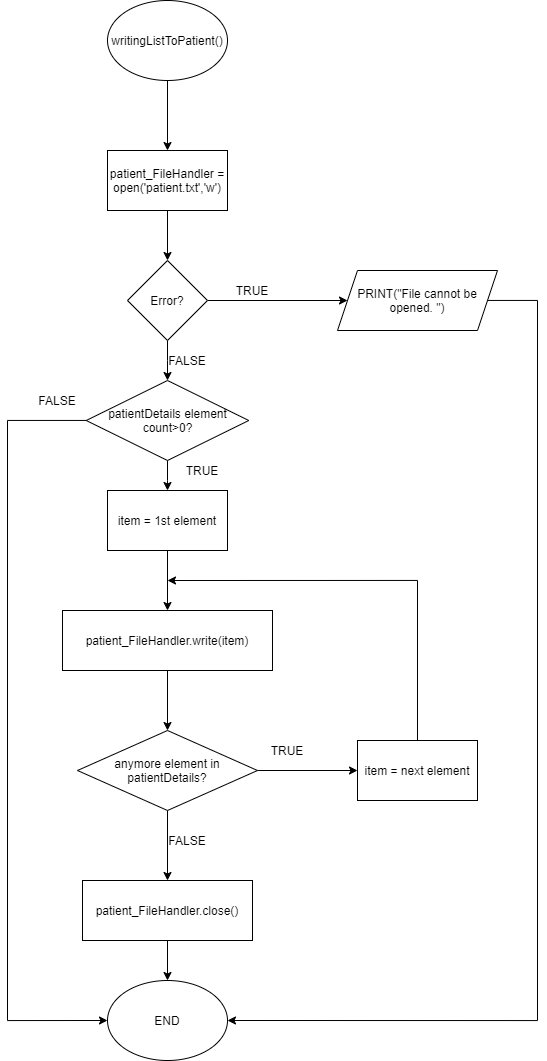 writingListToPatient()
patient_FileHandler =
open('patient.txt','w')
Error?
TRUE
PRINT("File cannot be
opened. ")
FALSE
FALSE
patientDetails element
count>0?
TRUE
item = 1st element
patient_FileHandler.write(item)
anymore element in
patientDetails?
TRUE
item = next element
FALSE
patient_FileHandler.close()
END